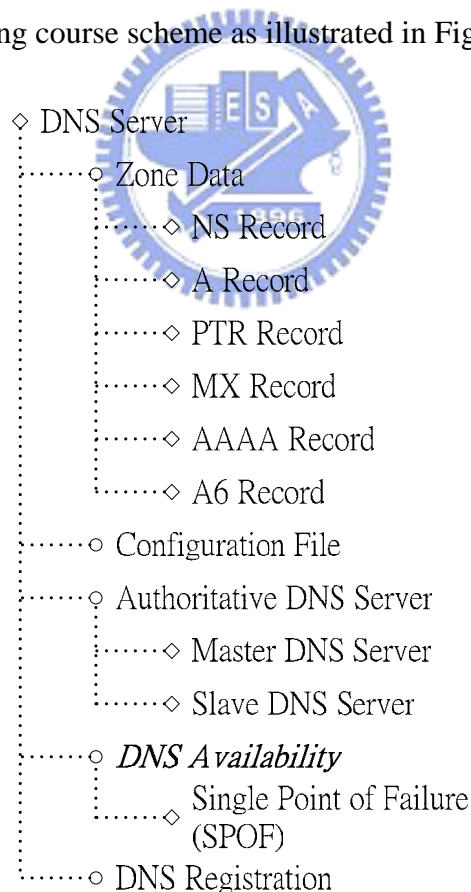 ng course scheme as illustrated in Fig
DNS Server
Zone Data
NS Record
A Record
PTR Record
MX Record
AAAA Record
A6 Record
Configuration File
Authoritative DNS Server
Master DNS Server
Slave DNS Server
DNS Availability
Single Point of Failure
(SPOF)
DNS Registration
E S A
1896